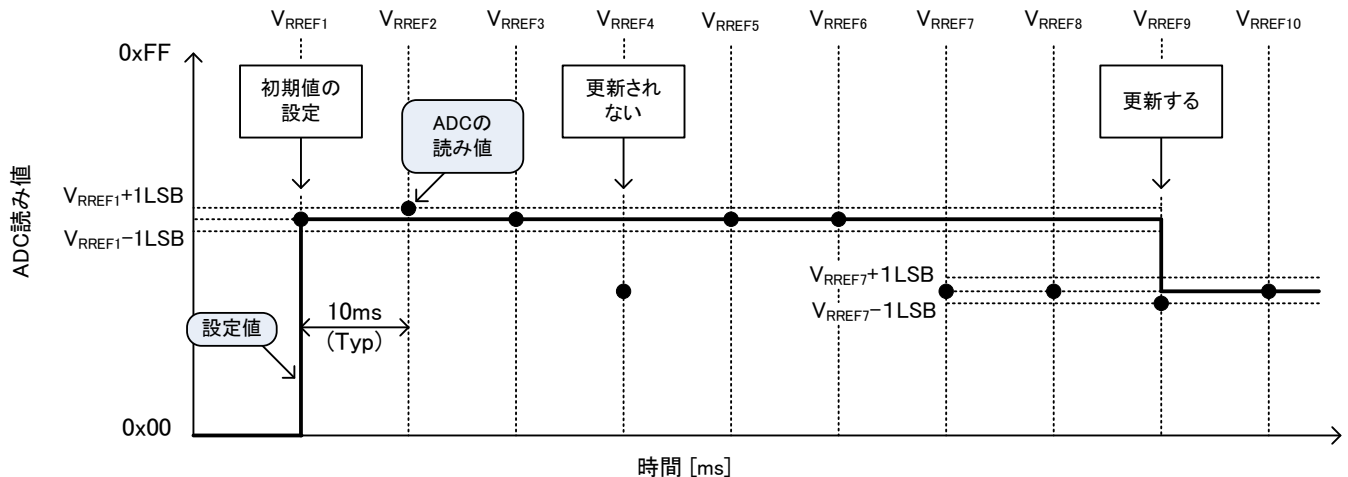 V_RREF1 V_RREF2 V_RREF3 V_RREF4 V_RREF5 V_RREF6 V_RREF7 V_RREF8 V_RREF9 V_RREF10
0xFF
初期値の
設定
ADCの
読み値
更新され
ない
更新する
ADC読み値
V_RREF1+1LSB
V_RREF1−1LSB
V_RREF7+1LSB
V_RREF7−1LSB
設定値
10ms
(Typ)
0x00
時間 [ms]